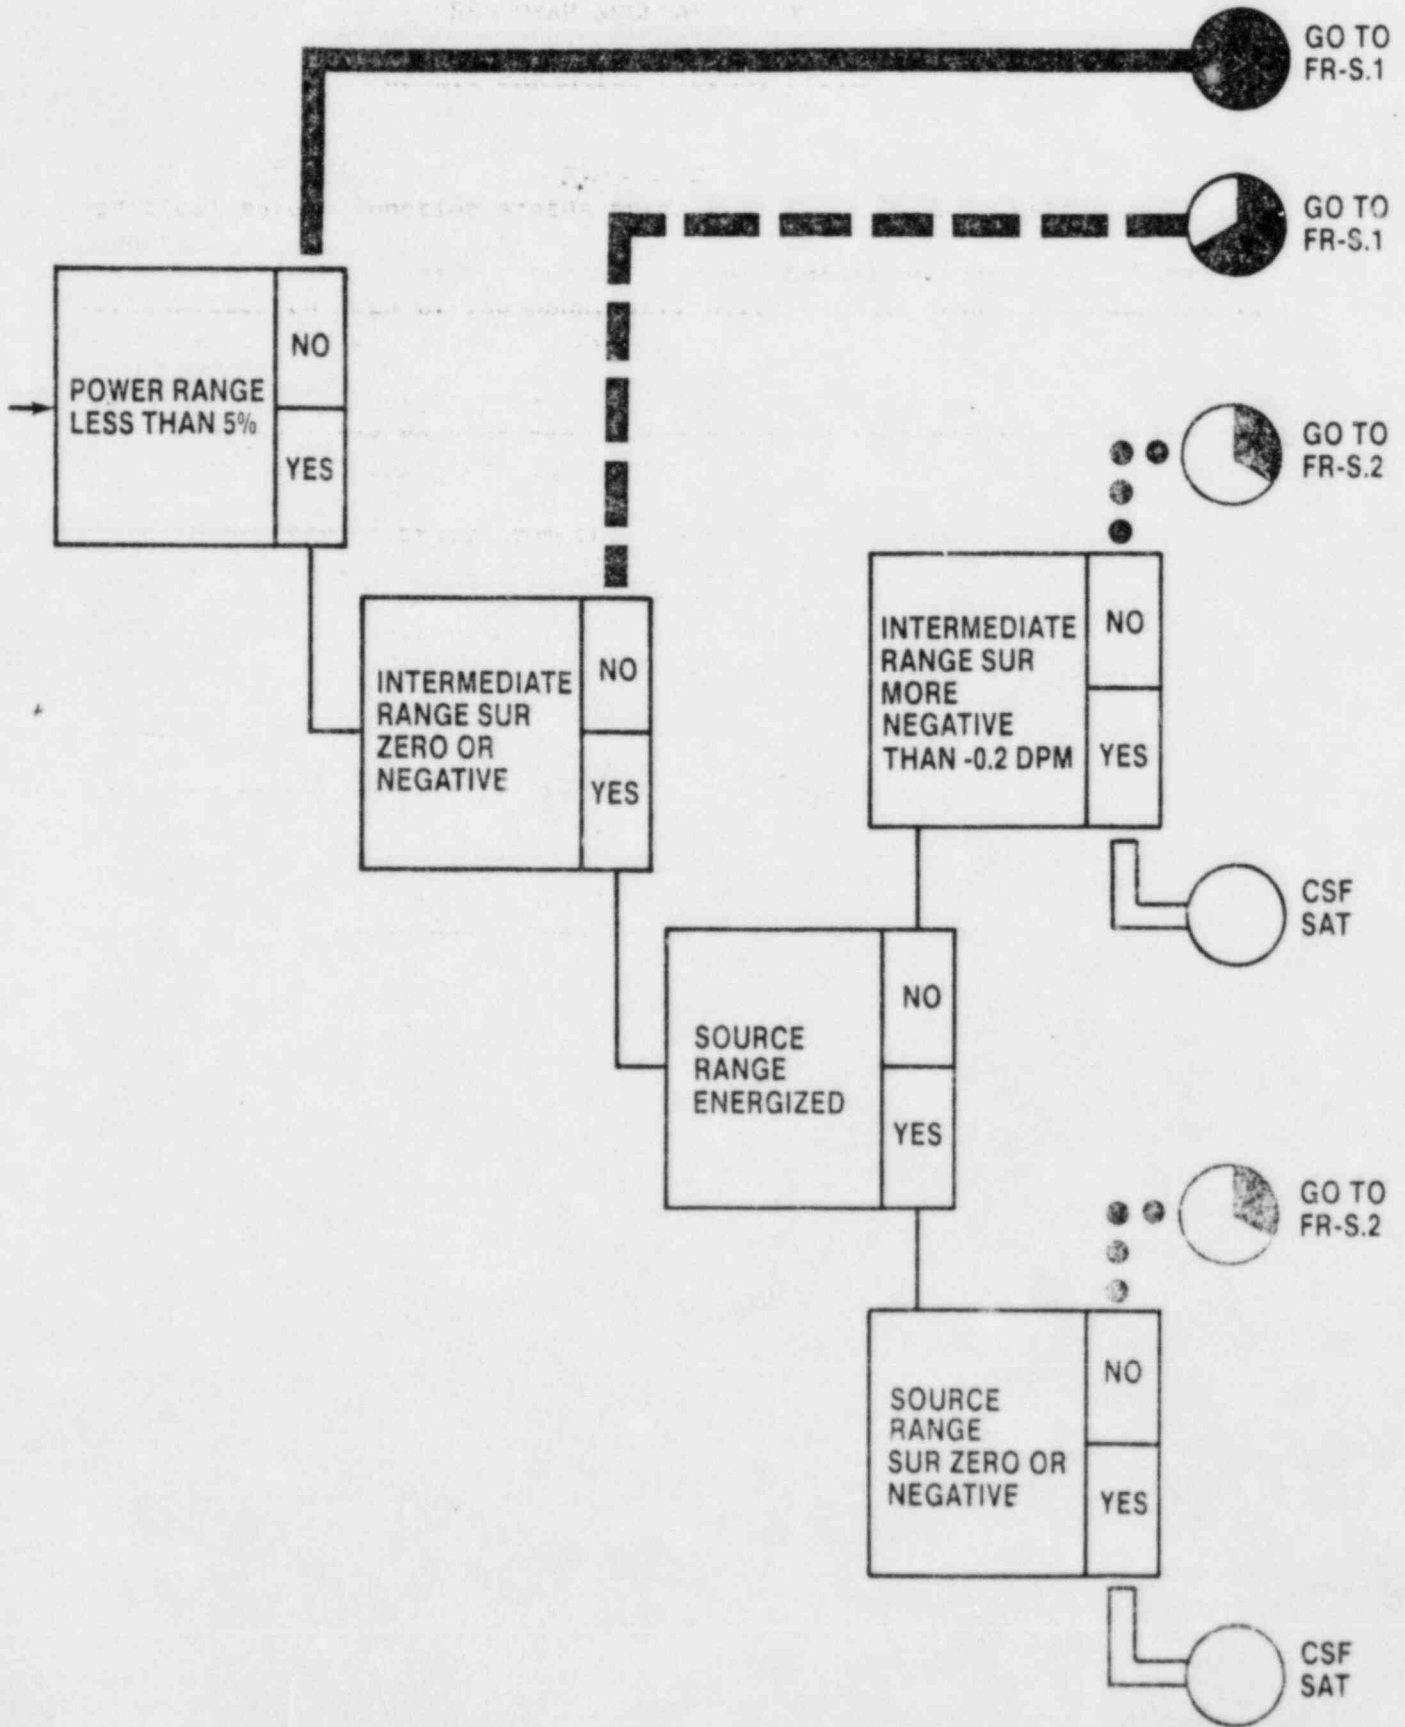 GO TO
FR-S.1
GO TO
FR-S.1
POWER RANGE
LESS THAN 5%
NO
YES
GO TO
FR-S.2
INTERMEDIATE
RANGE SUR
ZERO OR
NEGATIVE
NO
YES
INTERMEDIATE
RANGE SUR
MORE
NEGATIVE
THAN -0.2 DPM
NO
YES
CSF
SAT
SOURCE
RANGE
ENERGIZED
NO
YES
GO TO
FR-S.2
SOURCE
RANGE
SUR ZERO OR
NEGATIVE
NO
YES
CSF
SAT